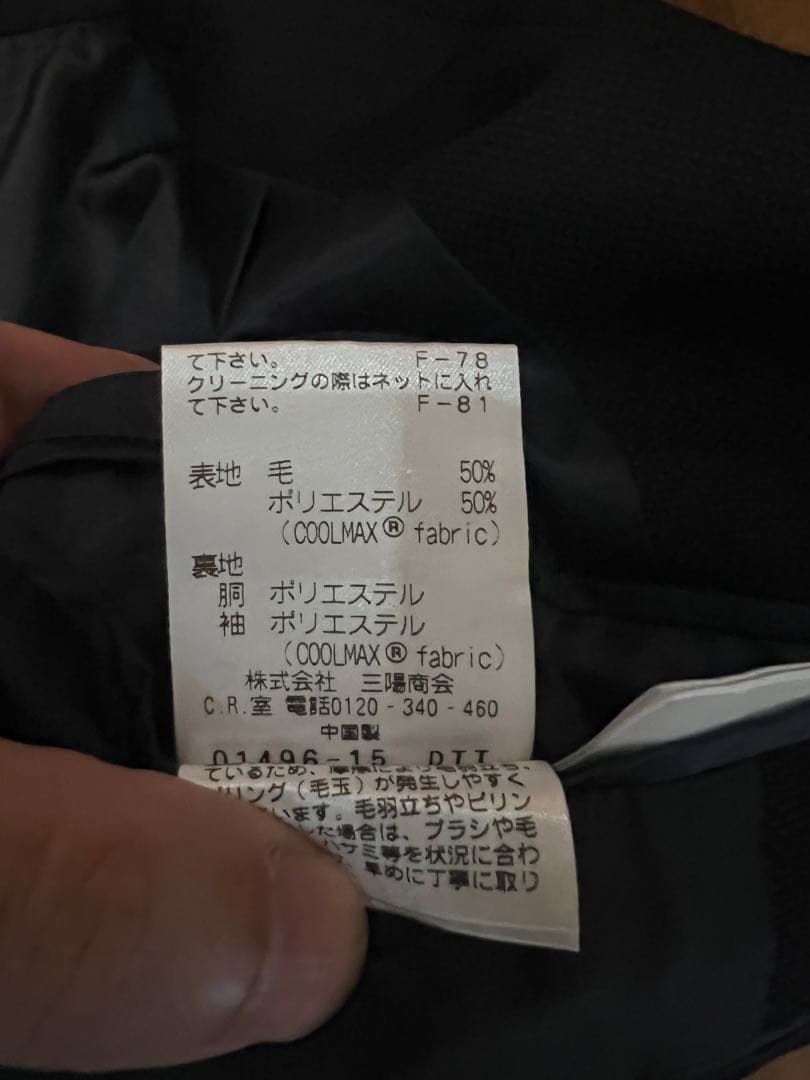 て下さい。 F-78
クリーニングの際はネットに入れ
て下さい。 F-81
表地 毛 50%
ポリエステル 50%
(COOLMAX® fabric)
裏地
胴 ポリエステル
袖 ポリエステル
(COOLMAX® fabric)
株式会社 三陽商会
C.R.室 電話0120-340-460
中国製
01496-15
ているため、
リング(毛玉)が発生しやすく
います。毛羽立ちやピリン
した場合は、ブラシや毛
等を状況に合わ
早めに丁寧に取り